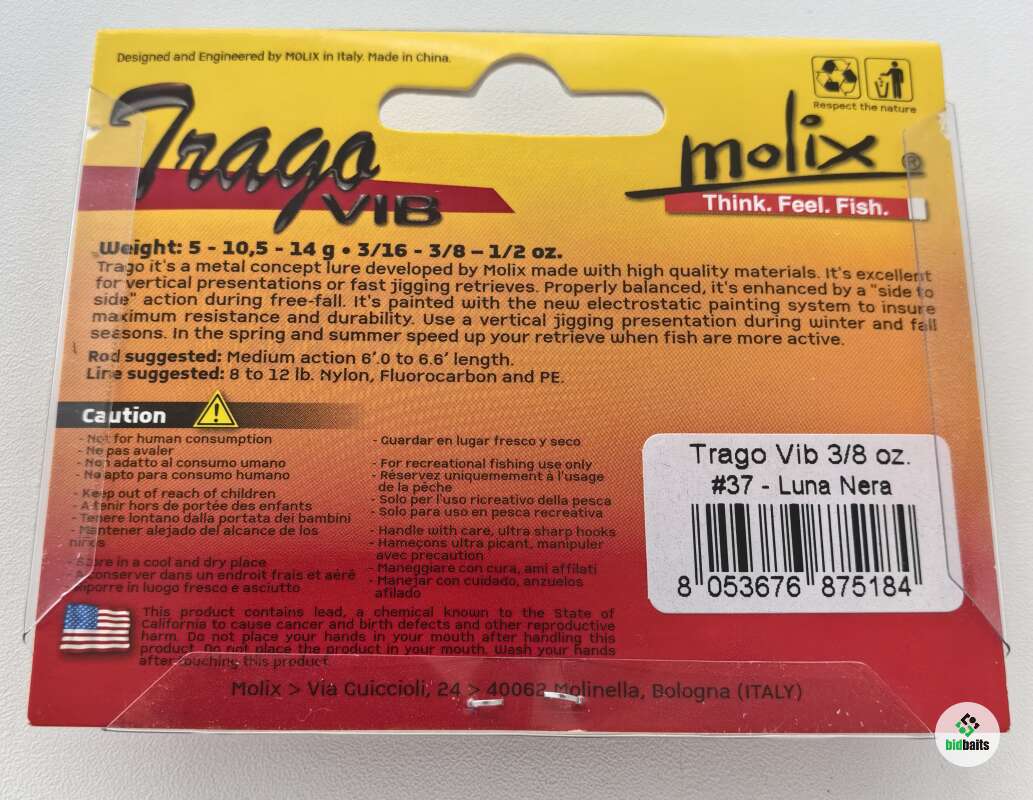 Designed and Engineered by MOLIX in Italy. Made in China.
Respect the nature
Trago
VIB
molix ®
Think. Feel. Fish.
Weight: 5 - 10,5 - 14 g • 3/16 - 3/8 – 1/2 oz.
Trago it's a metal concept lure developed by Molix made with high quality materials. It's excellent
for vertical presentations or fast jigging retrieves. Properly balanced, it's enhanced by a "side to
side" action during free-fall. It's painted with the new electrostatic painting system to insure
maximum resistance and durability. Use a vertical jigging presentation during winter and fall
seasons. In the spring and summer speed up your retrieve when fish are more active.
Rod suggested: Medium action 6'.0 to 6.6' length.
Line suggested: 8 to 12 lb. Nylon, Fluorocarbon and PE.
Caution
- Not for human consumption
- Ne pas avaler
- Non adatto al consumo umano
- No apto para consumo humano
- Keep out of reach of children
- A tenir hors de portée des enfants
- Tenere lontano dalla portata dei bambini
- Mantener alejado del alcance de los
niños
- Store in a cool and dry place
- A conserver dans un endroit frais et aéré
- Riporre in luogo fresco e asciutto
- Guardar en lugar fresco y seco
- For recreational fishing use only
- Réservez uniquement à l'usage
de la pêche
- Solo per l'uso ricreativo della pesca
- Solo para uso en pesca recreativa
- Handle with care, ultra sharp hooks
- Hameçons ultra picant, manipuler
avec precaution
- Maneggiare con cura, ami affilati
- Manejar con cuidado, anzuelos
afilado
Trago Vib 3/8 oz.
#37 - Luna Nera
8 053676 875184
This product contains lead, a chemical known to the State of
California to cause cancer and birth defects and other reproductive
harm. Do not place your hands in your mouth after handling this
product. Do not place the product in your mouth. Wash your hands
after touching this product.
Molix > Via Guiccioli, 24 > 40062 Molinella, Bologna (ITALY)
bidbaits